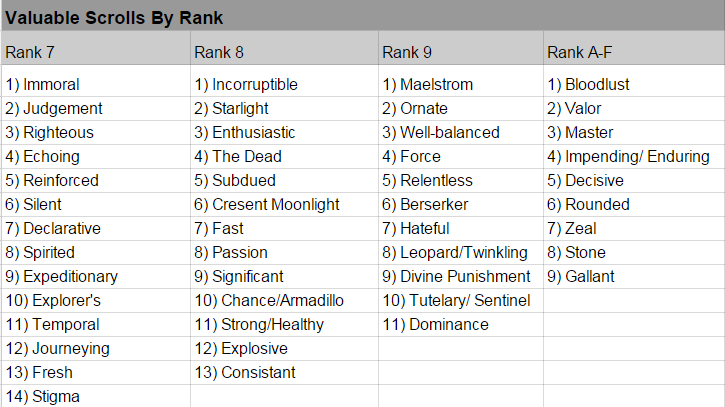 Valuable Scrolls By Rank
Rank 7 Rank 8 Rank 9 Rank A-F
1) Immoral 1) Incorruptible 1) Maelstrom 1) Bloodlust
2) Judgement 2) Starlight 2) Ornate 2) Valor
3) Righteous 3) Enthusiastic 3) Well-balanced 3) Master
4) Echoing 4) The Dead 4) Force 4) Impending/ Enduring
5) Reinforced 5) Subdued 5) Relentless 5) Decisive
6) Silent 6) Cresent Moonlight 6) Berserker 6) Rounded
7) Declarative 7) Fast 7) Hateful 7) Zeal
8) Spirited 8) Passion 8) Leopard/Twinkling 8) Stone
9) Expeditionary 9) Significant 9) Divine Punishment 9) Gallant
10) Explorer's 10) Chance/Armadillo 10) Tutelary/ Sentinel
11) Temporal 11) Strong/Healthy 11) Dominance
12) Journeying 12) Explosive
13) Fresh 13) Consistant
14) Stigma